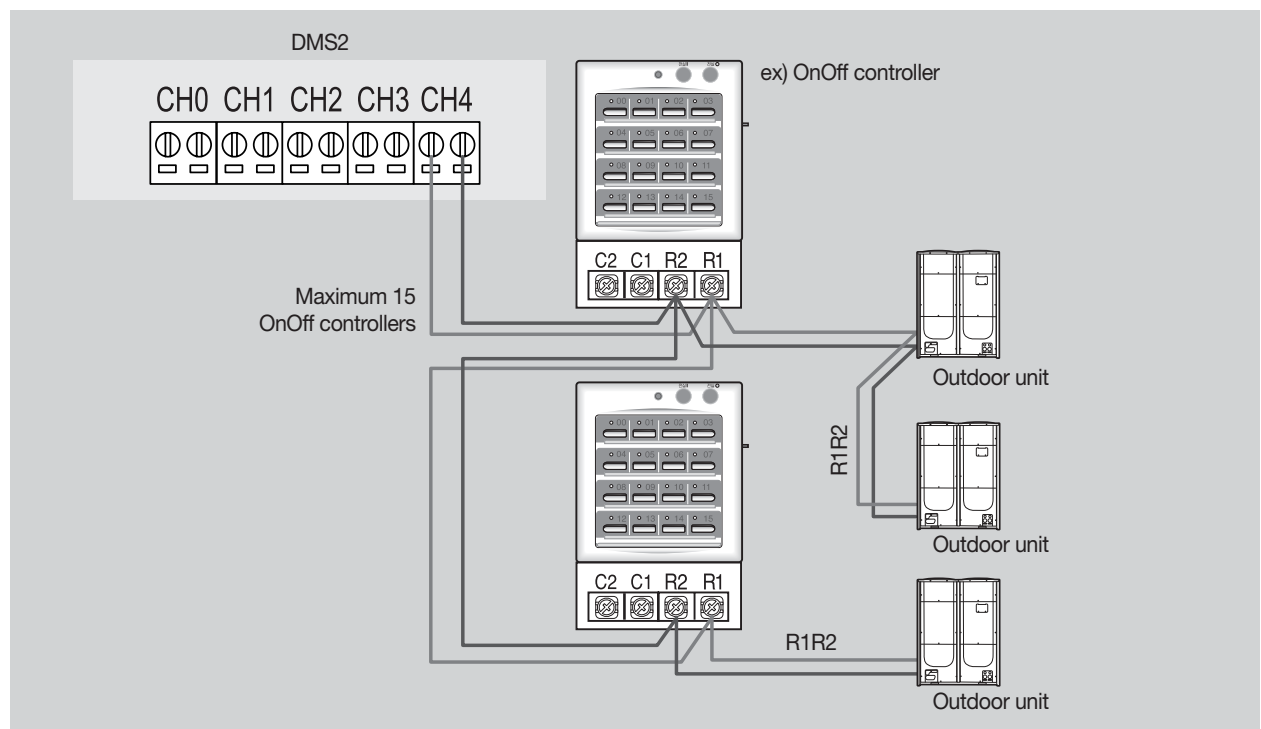 DMS2
CH0 CH1 CH2 CH3 CH4
ex) OnOff controller
00 01 02 03
04 05 06 07
08 09 10 11
12 13 14 15
C2 C1 R2 R1
Maximum 15
OnOff controllers
Outdoor unit
R1R2
00 01 02 03
04 05 06 07
08 09 10 11
12 13 14 15
Outdoor unit
C2 C1 R2 R1
R1R2
Outdoor unit